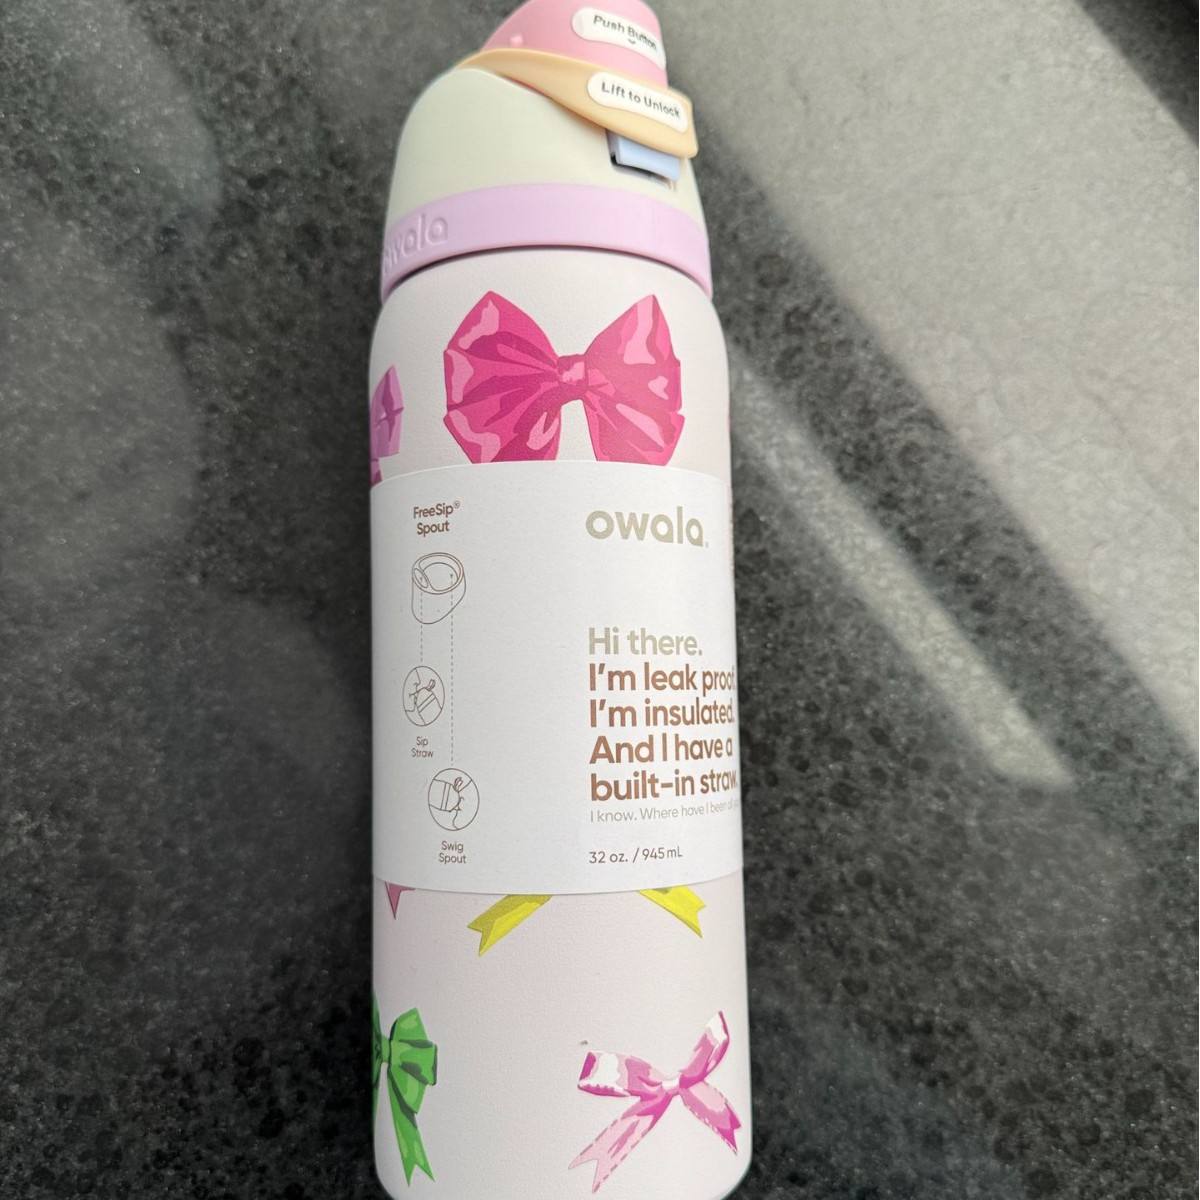 Push Button
Lift to Unlock
owala
FreeSip®
Spout
Sip
Straw
Swig
Spout
owala.
Hi there.
I'm leak proof.
I'm insulated.
And I have a
built-in straw.
I know. Where have I been
32 oz. / 945 mL